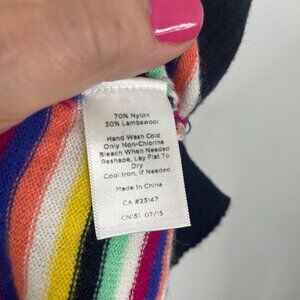 70% Nylon
30% Lambswool
Hand Wash Cold
Only Non-Chlorine
Bleach When Needed
Reshape, Lay Flat To
Dry
Cool Iron, If Needed
Made In China
CA #23147
CN151 07/15